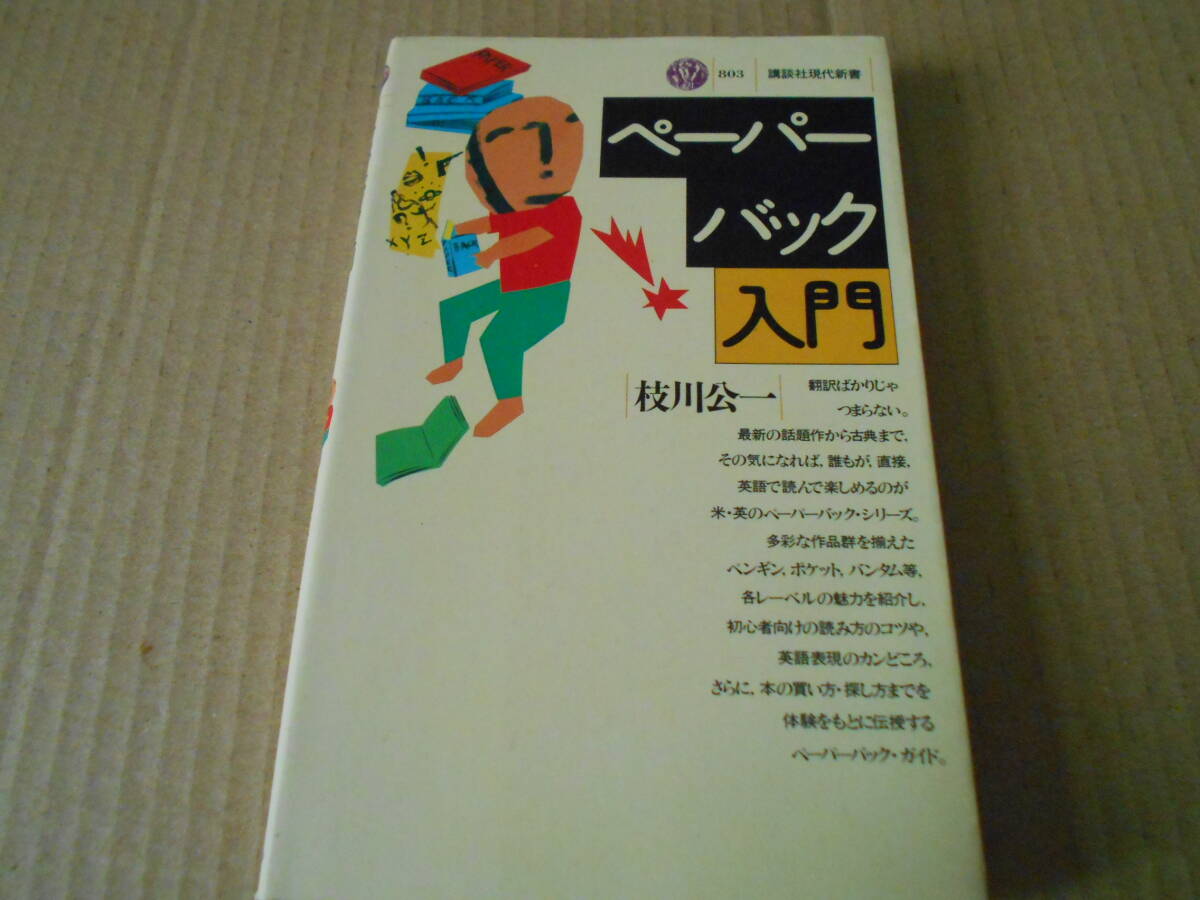 803
講談社現代新書
ペーパー
バック
入門
枝川公一
翻訳ばかりじゃ
つまらない。
最新の話題作から古典まで、
その気になれば、誰もが、直接、
英語で読んで楽しめるのが
米・英のペーパーバック・シリーズ。
多彩な作品群を揃えた
ペンギン、ポケット、バンタム等、
各レーベルの魅力を紹介し、
初心者向けの読み方のコツや、
英語表現のカンどころ、
さらに、本の買い方・探し方までを
体験をもとに伝授する
ペーパーバック・ガイド。